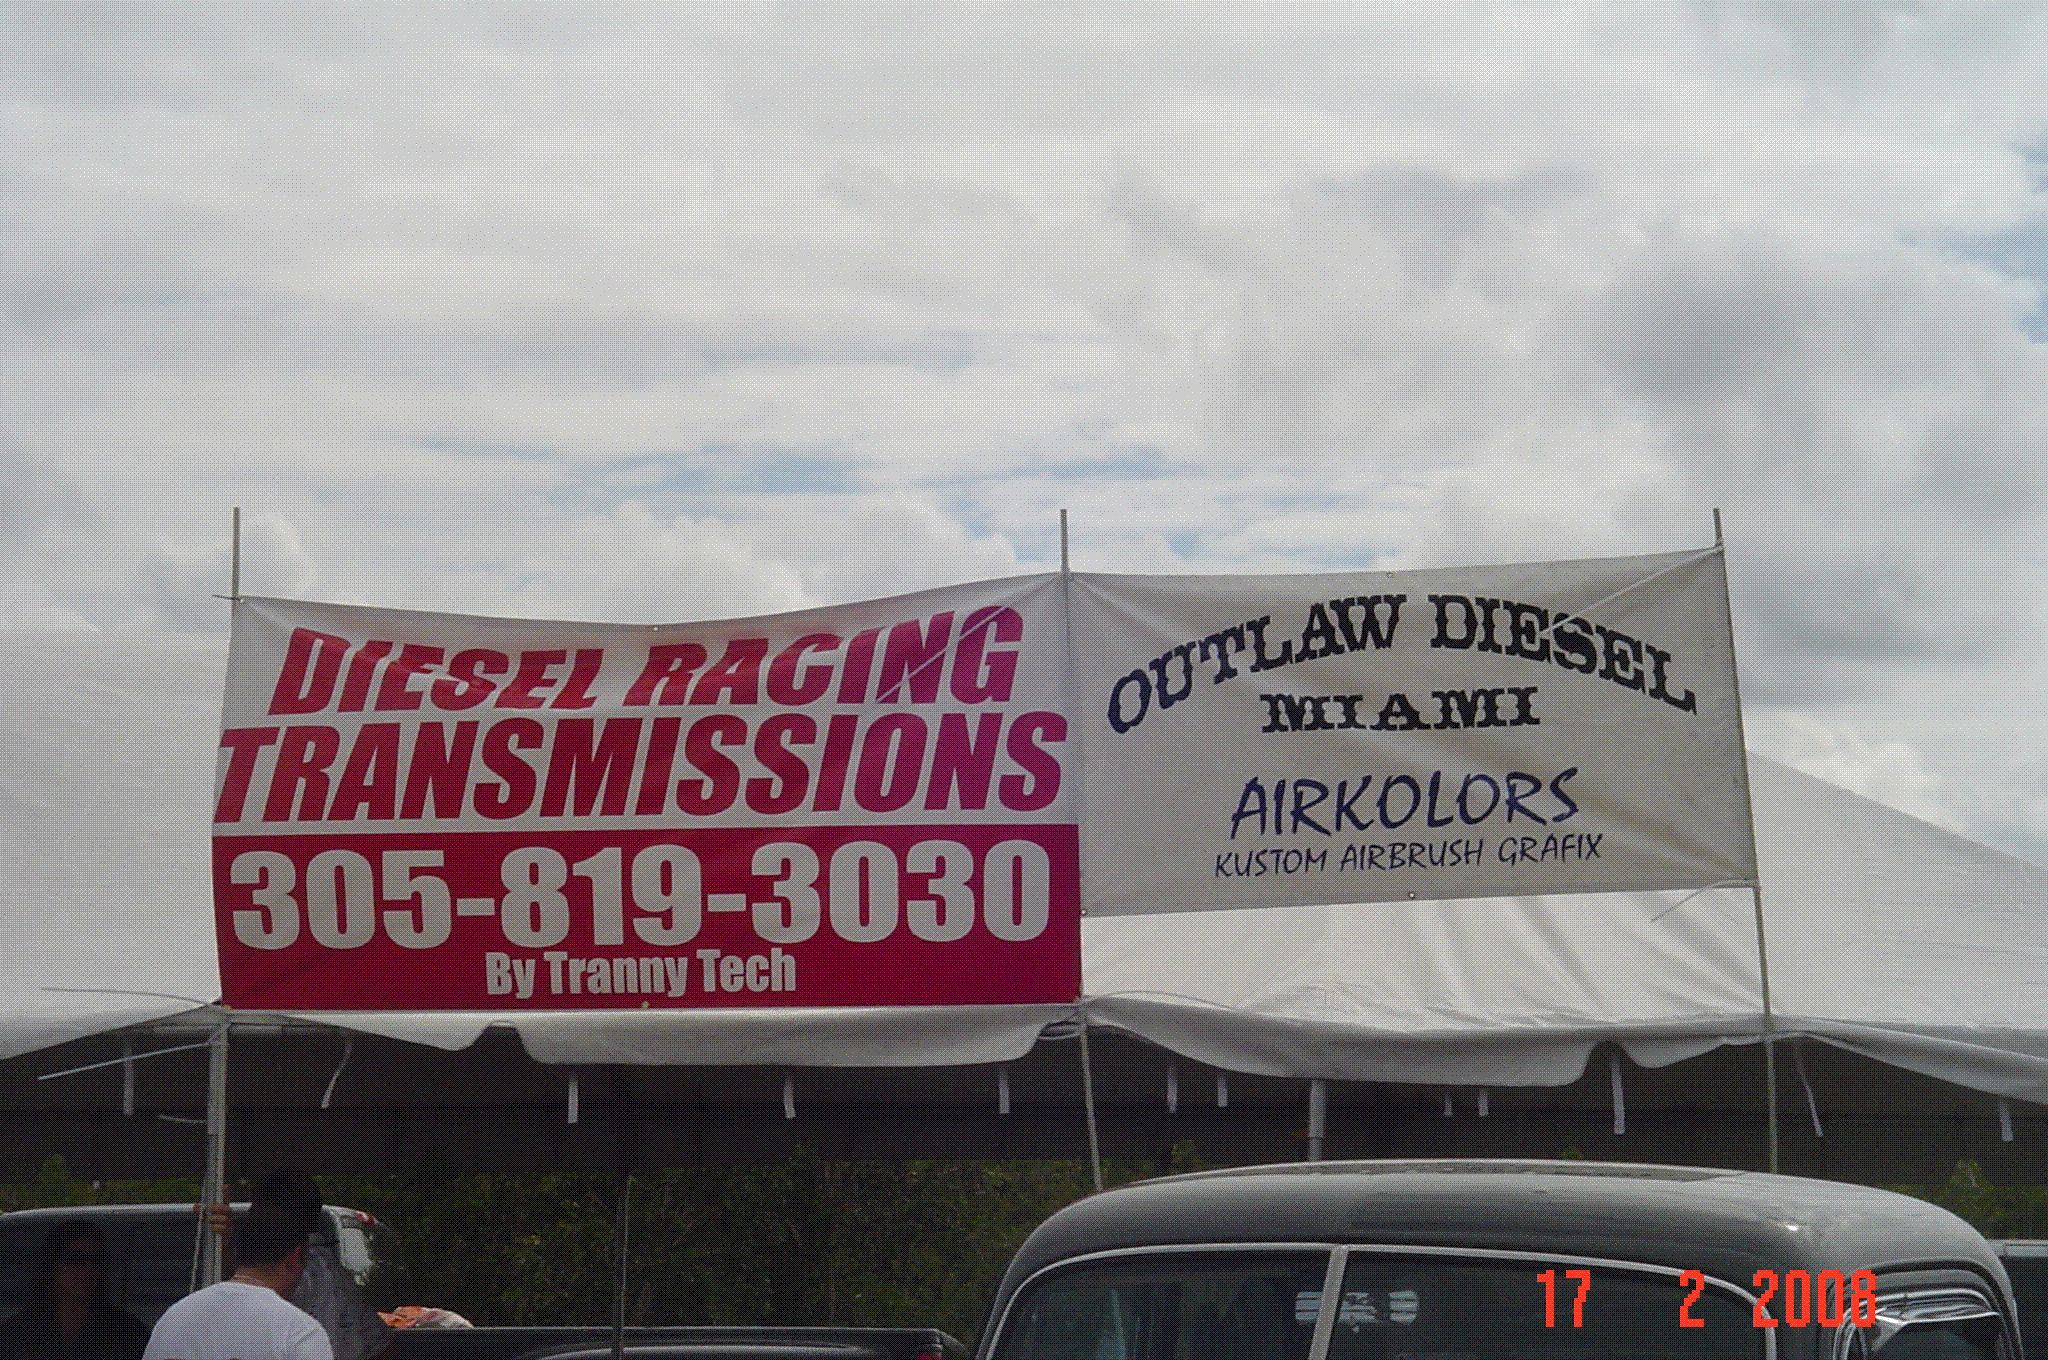 DIESEL RACING
TRANSMISSIONS
305-819-3030
By Tranny Tech
OUTLAW DIESEL
MIAMI
AIRKOLORS
KUSTOM AIRBRUSH GRAFIX
17 2 2008